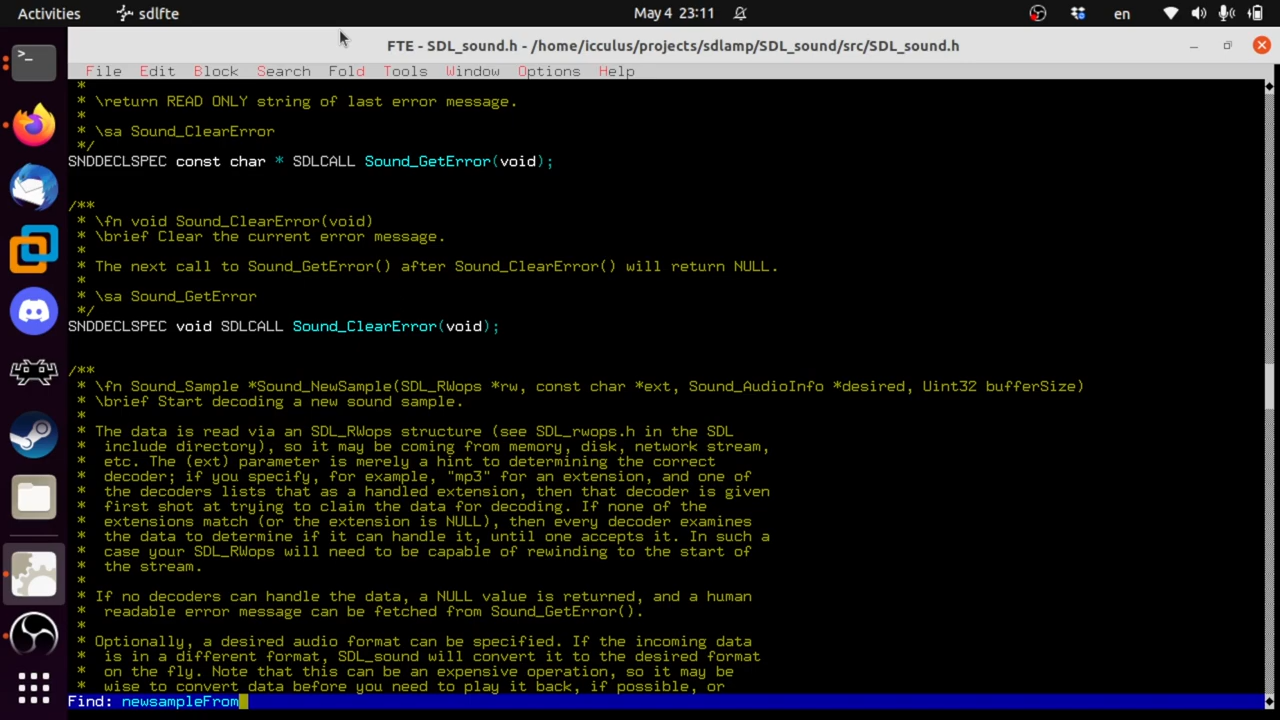 Activities
sdlfte
May 4 23:11
en
FTE - SDL_sound.h - /home/icculus/projects/sdlamp/SDL_sound/src/SDL_sound.h
File Edit Block Search Fold Tools Window Options Help
*
* \return READ ONLY string of last error message.
*
* \sa Sound_ClearError
*/
SNDDECLSPEC const char * SDLCALL Sound_GetError(void);
/**
* \fn void Sound_ClearError(void)
* \brief Clear the current error message.
*
* The next call to Sound_GetError() after Sound_ClearError() will return NULL.
*
* \sa Sound_GetError
*/
SNDDECLSPEC void SDLCALL Sound_ClearError(void);
/**
* \fn Sound_Sample *Sound_NewSample(SDL_RWops *rw, const char *ext, Sound_AudioInfo *desired, Uint32 bufferSize)
* \brief Start decoding a new sound sample.
*
* The data is read via an SDL_RWops structure (see SDL_rwops.h in the SDL
*  include directory), so it may be coming from memory, disk, network stream,
*  etc. The (ext) parameter is merely a hint to determining the correct
*  decoder; if you specify, for example, "mp3" for an extension, and one of
*  the decoders lists that as a handled extension, then that decoder is given
*  first shot at trying to claim the data for decoding. If none of the
*  extensions match (or the extension is NULL), then every decoder examines
*  the data to determine if it can handle it, until one accepts it. In such a
*  case your SDL_RWops will need to be capable of rewinding to the start of
*  the stream.
*
* If no decoders can handle the data, a NULL value is returned, and a human
*  readable error message can be fetched from Sound_GetError().
*
* Optionally, a desired audio format can be specified. If the incoming data
*  is in a different format, SDL_sound will convert it to the desired format
*  on the fly. Note that this can be an expensive operation, so it may be
*  wise to convert data before you need to play it back, if possible, or
Find: newsampleFrom